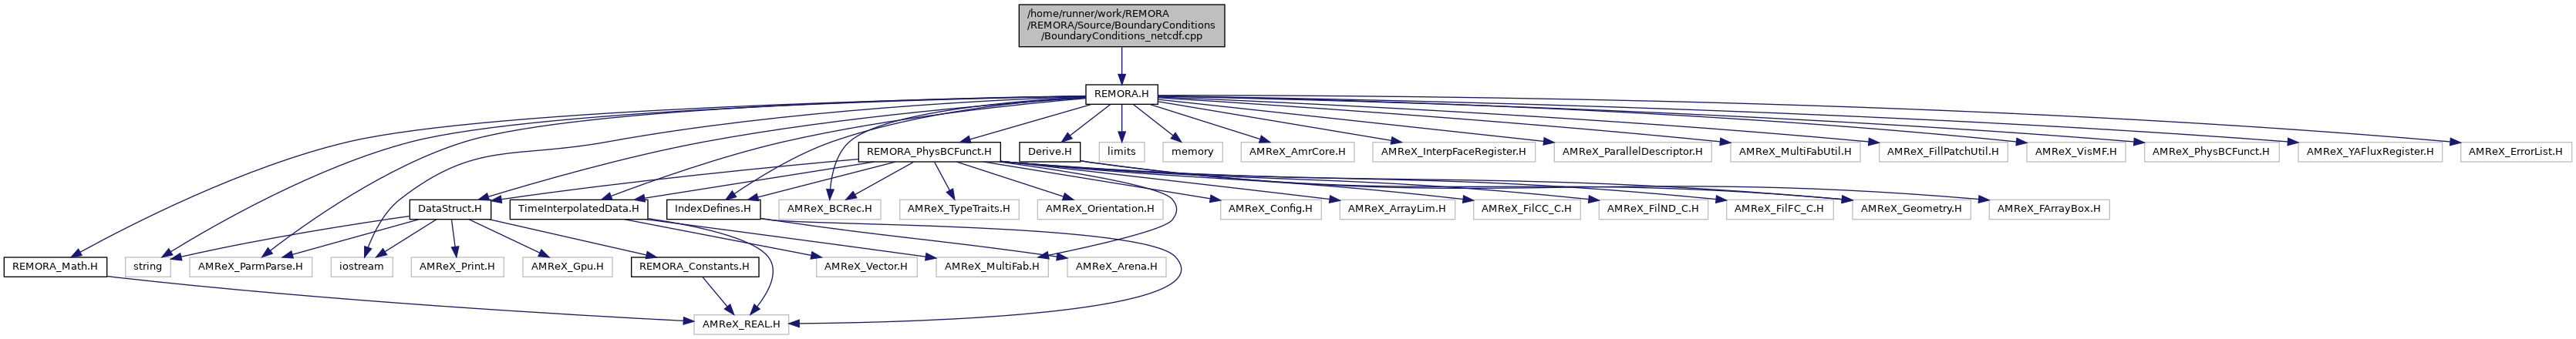 /home/runner/work/REMORA
/REMORA/Source/BoundaryConditions
/BoundaryConditions_netcdf.cpp
REMORA.H
REMORA_PhysBCFunct.H
Derive.H
limits
memory
AMReX_AmrCore.H
AMReX_InterpFaceRegister.H
AMReX_ParallelDescriptor.H
AMReX_MultiFabUtil.H
AMReX_FillPatchUtil.H
AMReX_VisMF.H
AMReX_PhysBCFunct.H
AMReX_YAFluxRegister.H
AMReX_ErrorList.H
DataStruct.H
TimeInterpolatedData.H
IndexDefines.H
AMReX_BCRec.H
AMReX_TypeTraits.H
AMReX_Orientation.H
AMReX_Config.H
AMReX_ArrayLim.H
AMReX_FilCC_C.H
AMReX_FilND_C.H
AMReX_FilFC_C.H
AMReX_Geometry.H
AMReX_FArrayBox.H
REMORA_Math.H
string
AMReX_ParmParse.H
iostream
AMReX_Print.H
AMReX_Gpu.H
REMORA_Constants.H
AMReX_Vector.H
AMReX_MultiFab.H
AMReX_Arena.H
AMReX_REAL.H